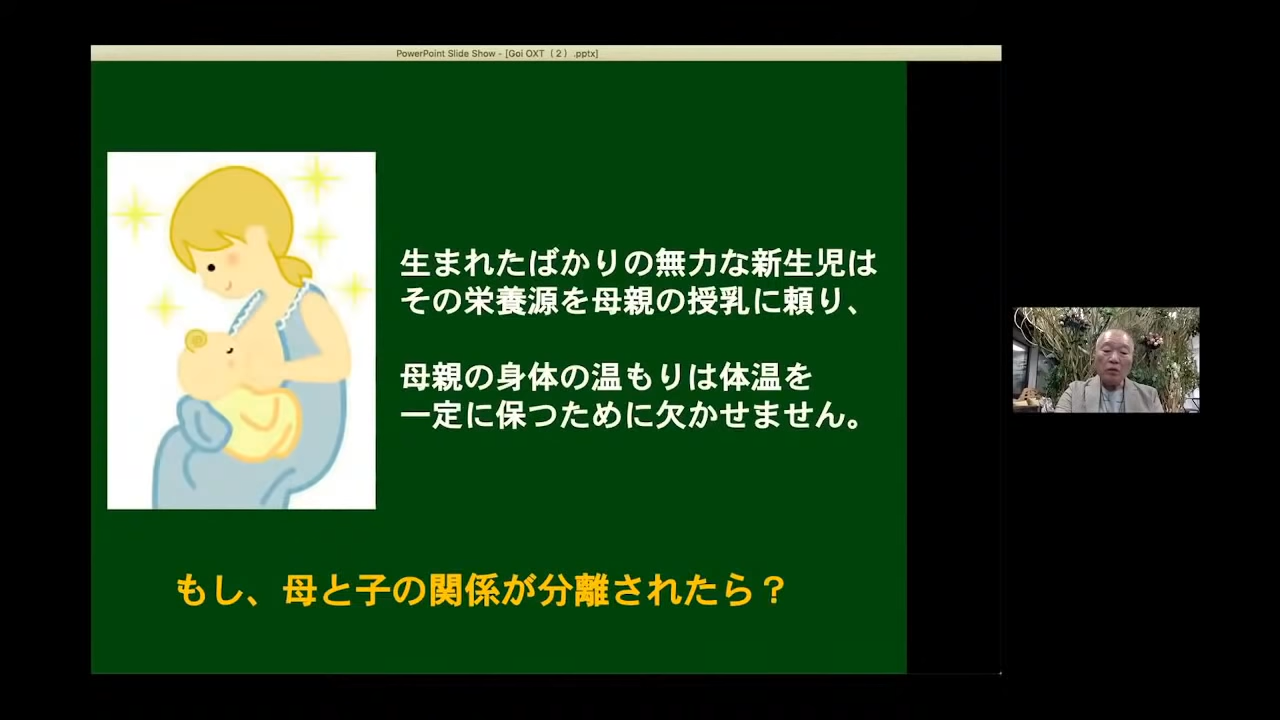 PowerPoint Slide Show - [Goi OXT（２）.pptx]
生まれたばかりの無力な新生児は
その栄養源を母親の授乳に頼り、
母親の身体の温もりは体温を
一定に保つために欠かせません。
もし、母と子の関係が分離されたら？